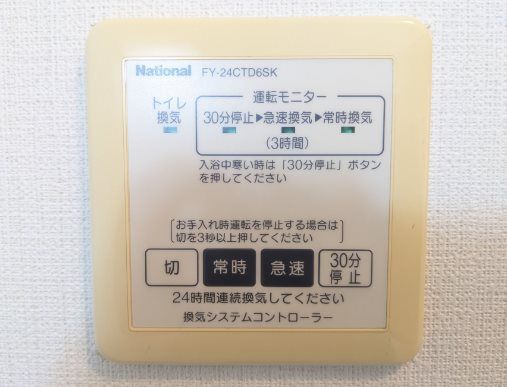 National FY-24CTD6SK
トイレ
換気
運転モニター
30分停止▶急速換気▶常時換気
(3時間)
入浴中寒い時は「30分停止」ボタン
を押してください
お手入れ時運転を停止する場合は
切を3秒以上押してください
切 常時 急速 30分
停止
24時間連続換気してください
換気システムコントローラー